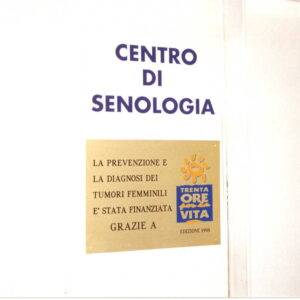 CENTRO
DI
SENOLOGIA
LA PREVENZIONE E
LA DIAGNOSI DEI
TUMORI FEMMINILI
E' STATA FINANZIATA
GRAZIE A
TRENTA
ORE
per la
VITA
EDIZIONE 1998